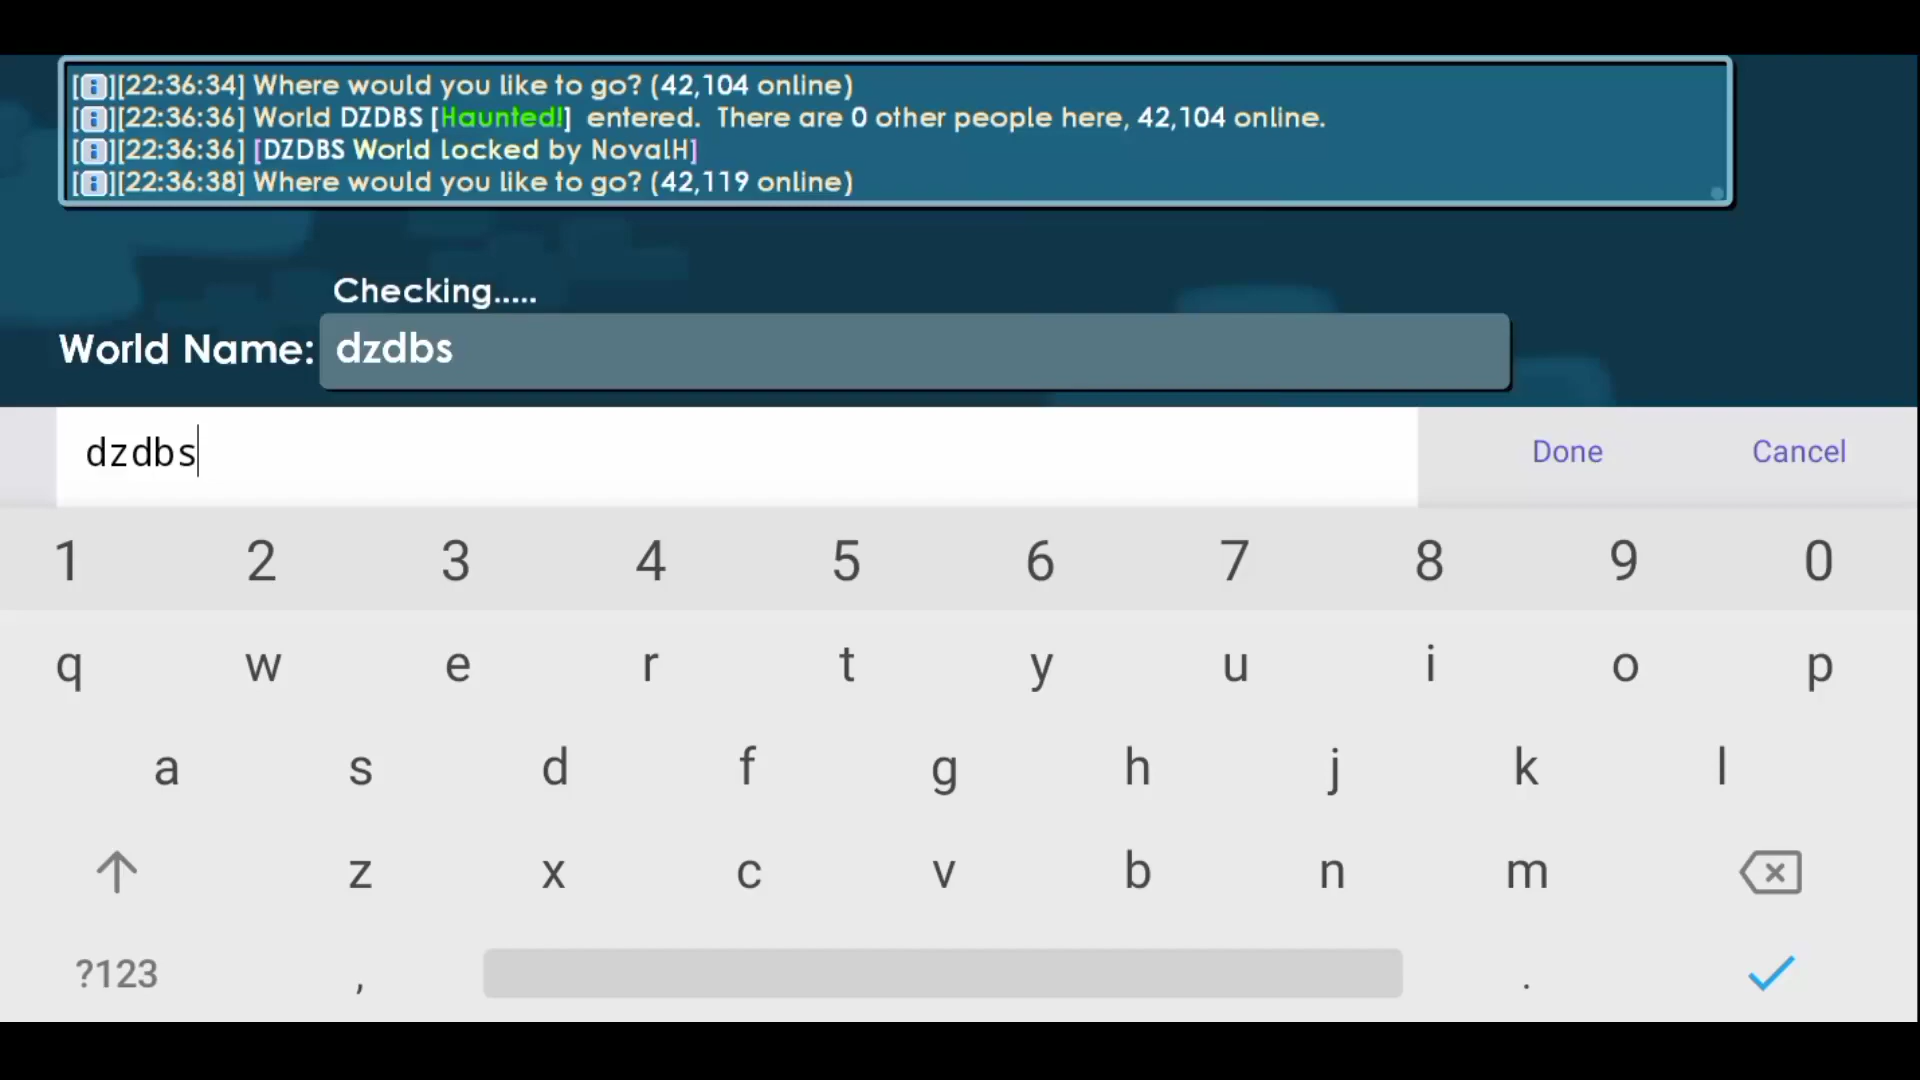 [i][22:36:34] Where would you like to go? (42,104 online)
[i][22:36:36] World DZDBS [Haunted!] entered. There are 0 other people here, 42,104 online.
[i][22:36:36] [DZDBS World Locked by NovalH]
[i][22:36:38] Where would you like to go? (42,119 online)
Checking.....
World Name: dzdbs
dzdbs Done Cancel
1 2 3 4 5 6 7 8 9 0
q w e r t y u i o p
a s d f g h j k l
z x c v b n m
?123 , .